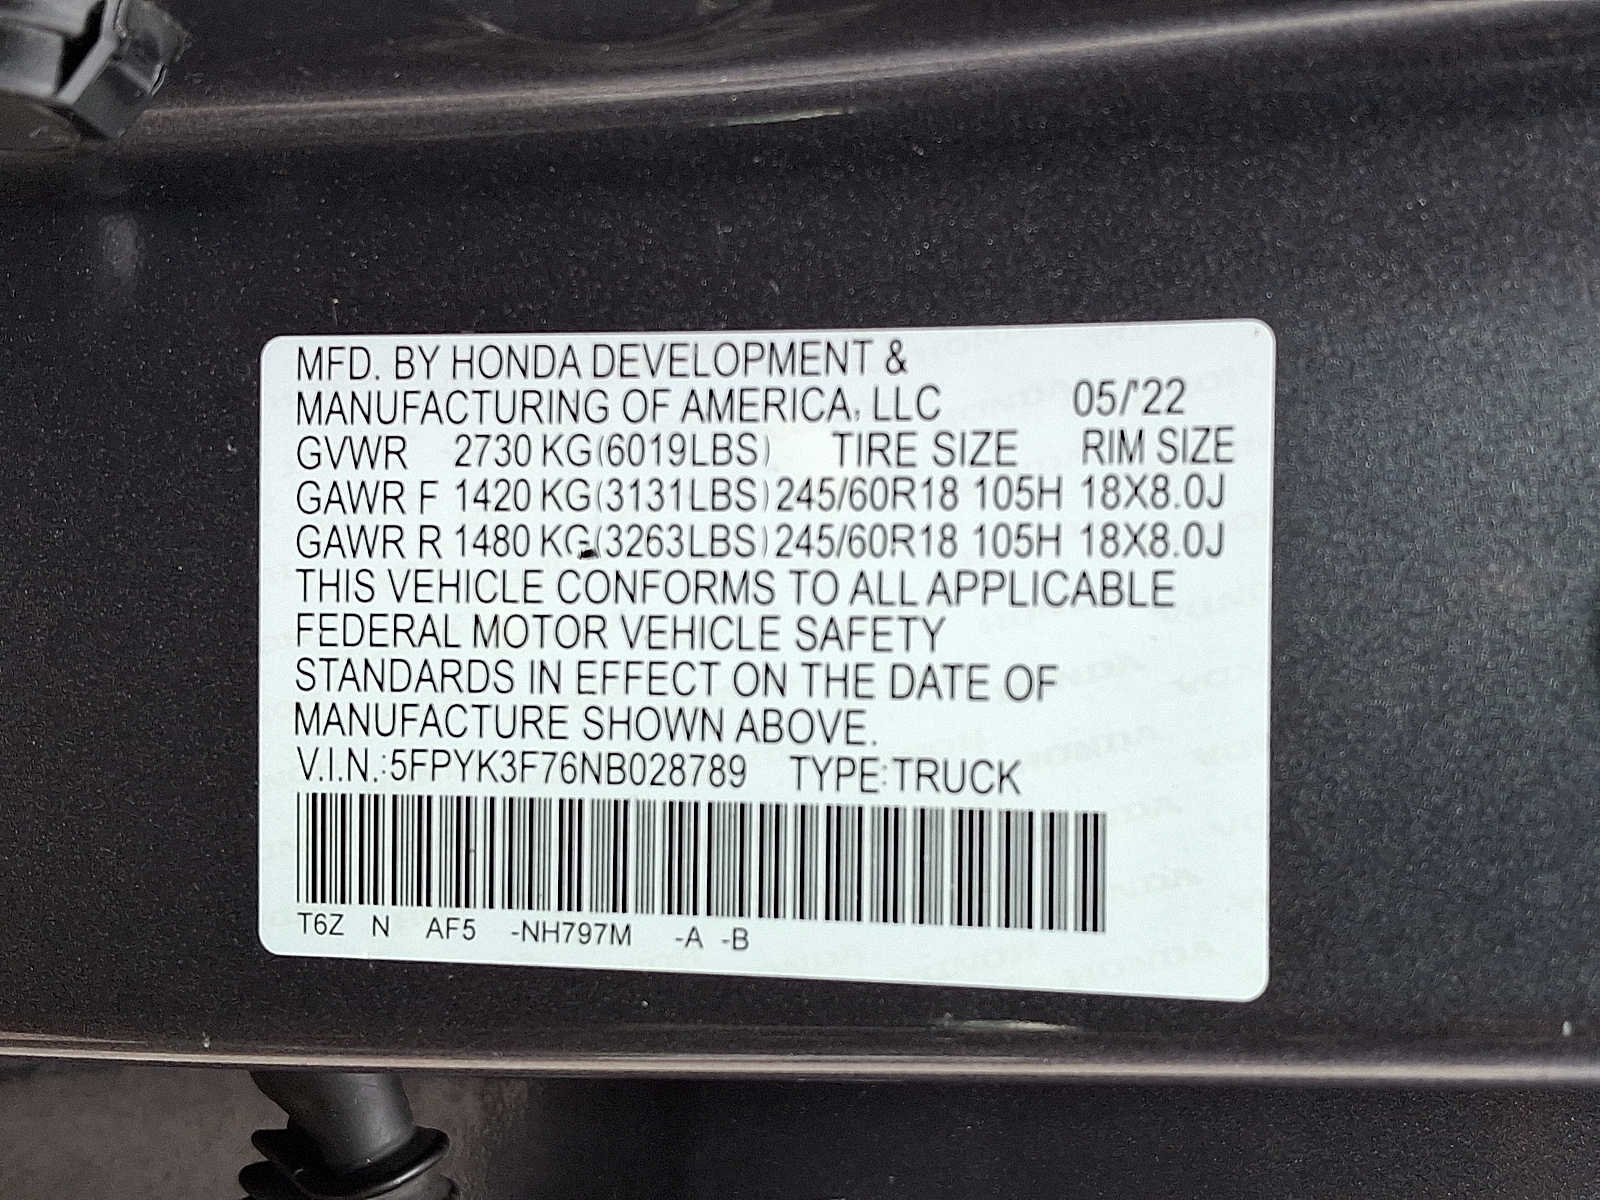 MFD. BY HONDA DEVELOPMENT &
MANUFACTURING OF AMERICA, LLC 05/'22
GVWR 2730 KG(6019LBS) TIRE SIZE RIM SIZE
GAWR F 1420 KG(3131LBS) 245/60R18 105H 18X8.0J
GAWR R 1480 KG(3263LBS) 245/60R18 105H 18X8.0J
THIS VEHICLE CONFORMS TO ALL APPLICABLE
FEDERAL MOTOR VEHICLE SAFETY
STANDARDS IN EFFECT ON THE DATE OF
MANUFACTURE SHOWN ABOVE.
V.I.N.:5FPYK3F76NB028789 TYPE:TRUCK
T6Z N AF5 -NH797M -A -B